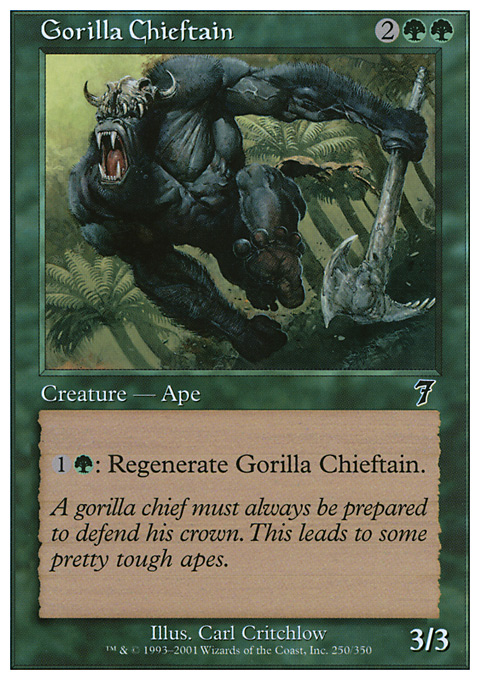 Gorilla Chieftain 2
Creature — Ape 7
1 : Regenerate Gorilla Chieftain.
A gorilla chief must always be prepared
to defend his crown. This leads to some
pretty tough apes.
Illus. Carl Critchlow
™ & © 1993–2001 Wizards of the Coast, Inc. 250/350
3/3